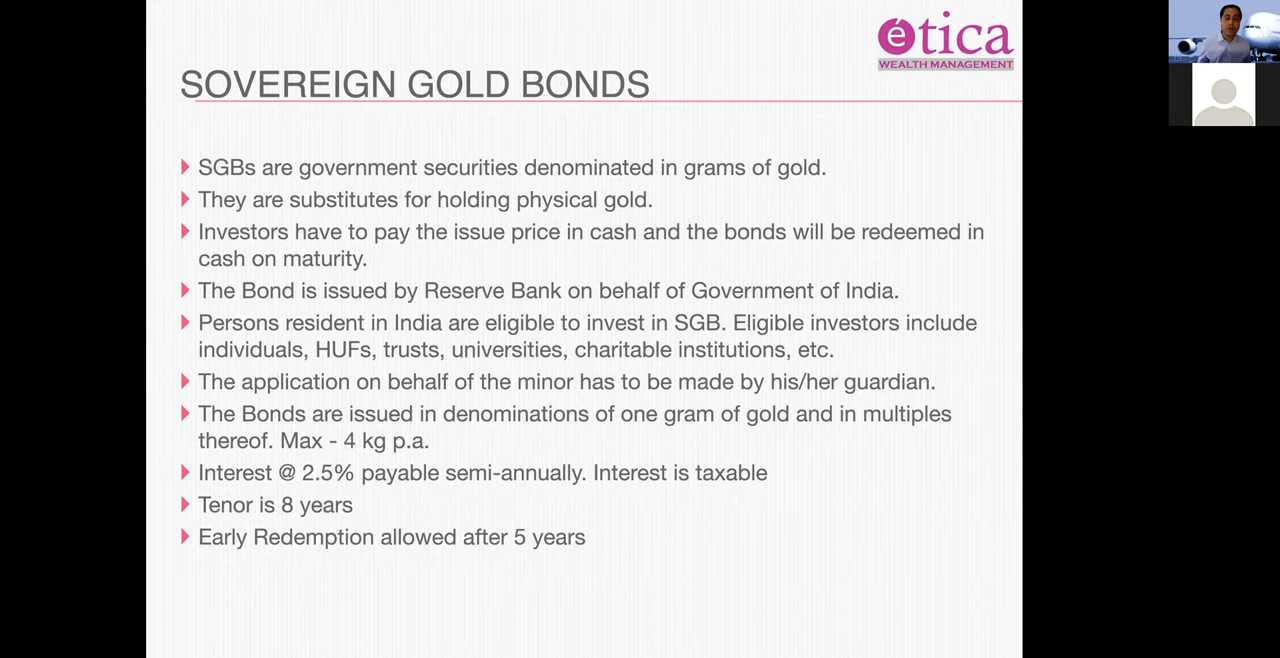 ética
WEALTH MANAGEMENT
SOVEREIGN GOLD BONDS
SGBs are government securities denominated in grams of gold.
They are substitutes for holding physical gold.
Investors have to pay the issue price in cash and the bonds will be redeemed in
cash on maturity.
The Bond is issued by Reserve Bank on behalf of Government of India.
Persons resident in India are eligible to invest in SGB. Eligible investors include
individuals, HUFs, trusts, universities, charitable institutions, etc.
The application on behalf of the minor has to be made by his/her guardian.
The Bonds are issued in denominations of one gram of gold and in multiples
thereof. Max - 4 kg p.a.
Interest @ 2.5% payable semi-annually. Interest is taxable
Tenor is 8 years
Early Redemption allowed after 5 years